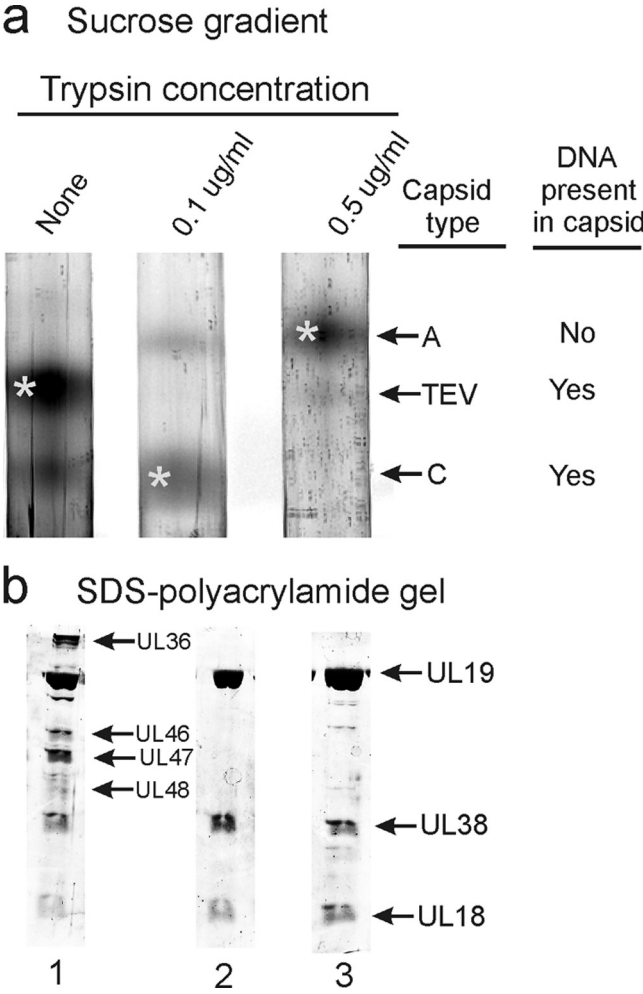 a Sucrose gradient
Trypsin concentration
None
0.1 ug/ml
0.5 ug/ml
Capsid
type
DNA
present
in capsid
* * *
A No
TEV Yes
C Yes
b SDS-polyacrylamide gel
UL36
UL19
UL46
UL47
UL48
UL38
UL18
1 2 3